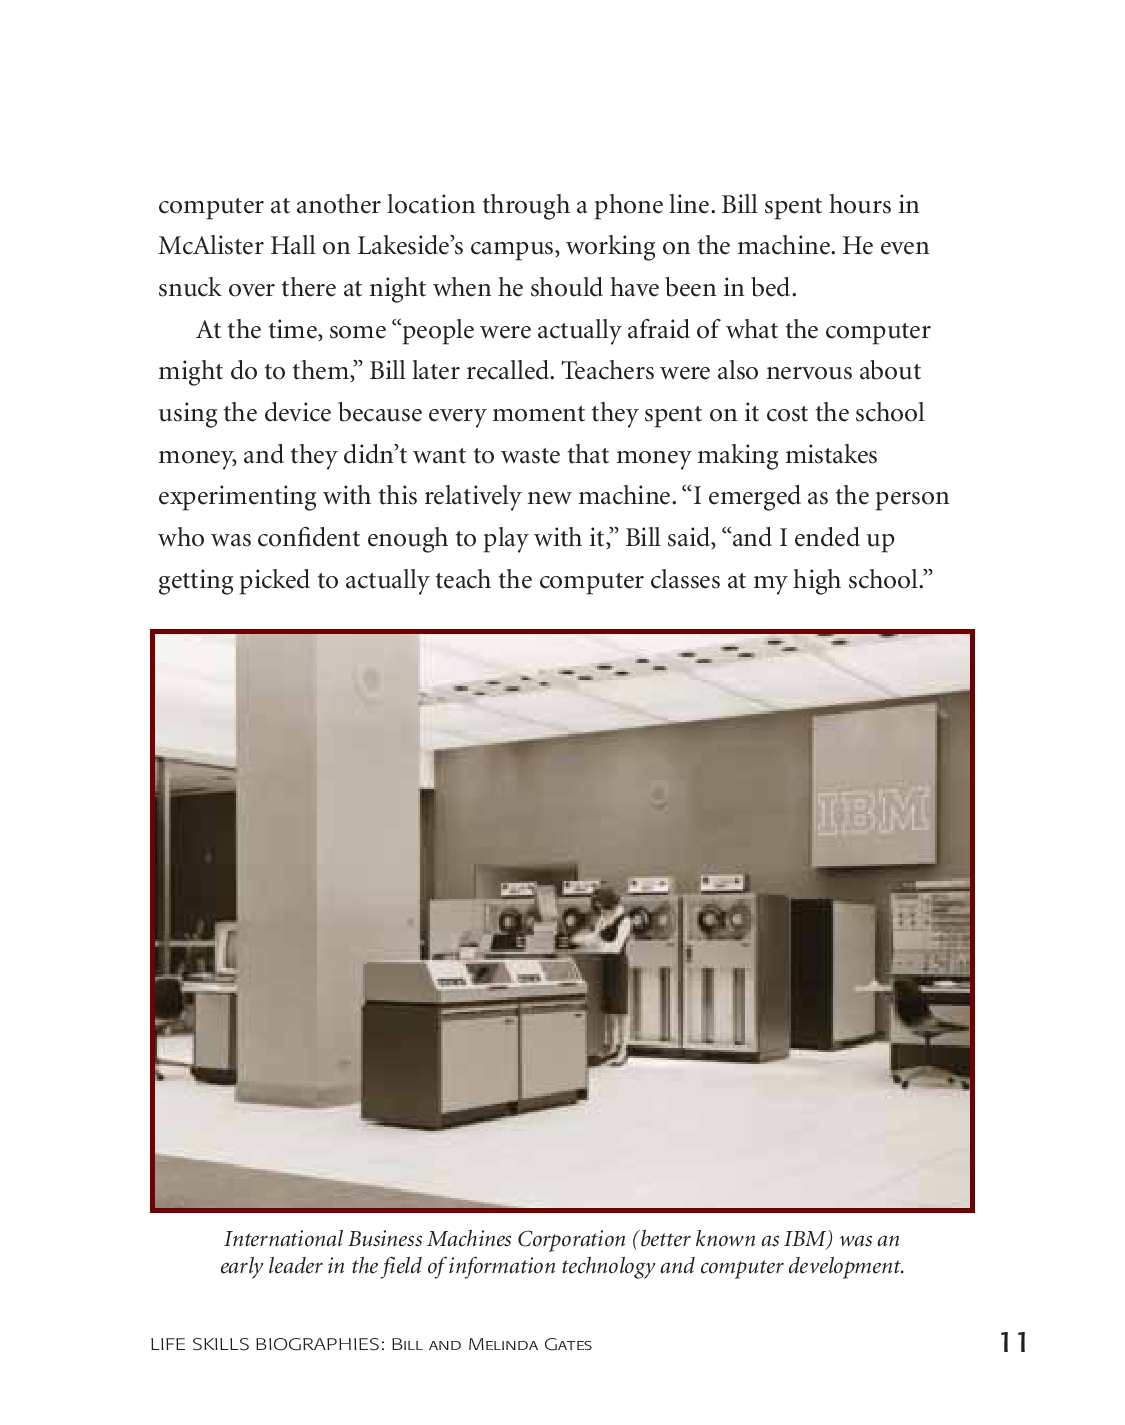 computer at another location through a phone line. Bill spent hours in
McAlister Hall on Lakeside’s campus, working on the machine. He even
snuck over there at night when he should have been in bed.
At the time, some “people were actually afraid of what the computer
might do to them,” Bill later recalled. Teachers were also nervous about
using the device because every moment they spent on it cost the school
money, and they didn’t want to waste that money making mistakes
experimenting with this relatively new machine. “I emerged as the person
who was confident enough to play with it,” Bill said, “and I ended up
getting picked to actually teach the computer classes at my high school.”
IBM
International Business Machines Corporation (better known as IBM) was an
early leader in the field of information technology and computer development.
LIFE SKILLS BIOGRAPHIES: BILL AND MELINDA GATES
11